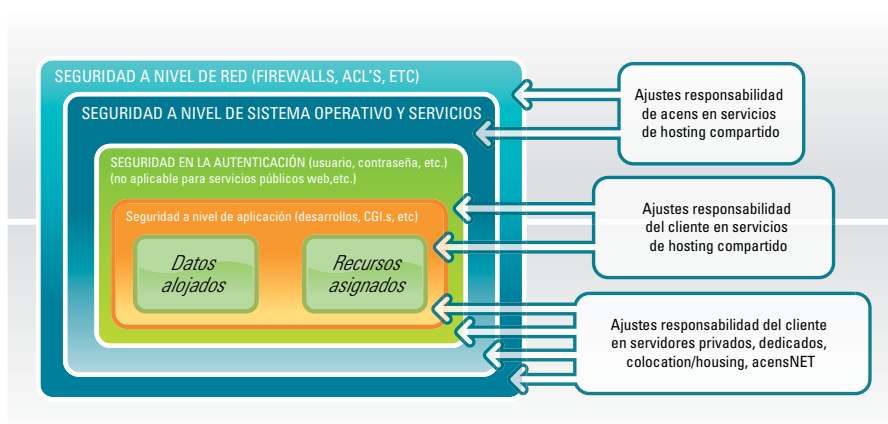 SEGURIDAD A NIVEL DE RED (FIREWALLS, ACL'S, ETC)
SEGURIDAD A NIVEL DE SISTEMA OPERATIVO Y SERVICIOS
SEGURIDAD EN LA AUTENTICACIÓN (usuario, contraseña, etc.)
(no aplicable para servicios públicos web,etc.)
Seguridad a nivel de aplicación (desarrollos, CGI.s, etc)
Datos
alojados
Recursos
asignados
Ajustes responsabilidad
de acens en servicios
de hosting compartido
Ajustes responsabilidad
del cliente en servicios
de hosting compartido
Ajustes responsabilidad del cliente
en servidores privados, dedicados,
colocation/housing, acensNET